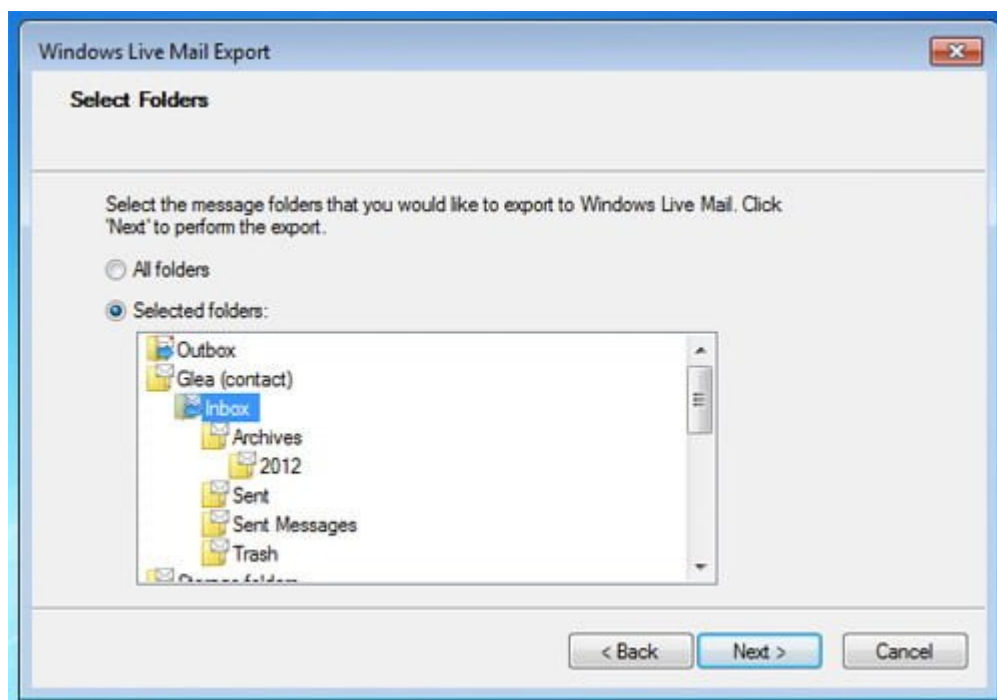 Windows Live Mail Export
Select Folders
Select the message folders that you would like to export to Windows Live Mail. Click
'Next' to perform the export.
All folders
Selected folders:
Outbox
Glea (contact)
Inbox
Archives
2012
Sent
Sent Messages
Trash
Storage folders
< Back
Next >
Cancel